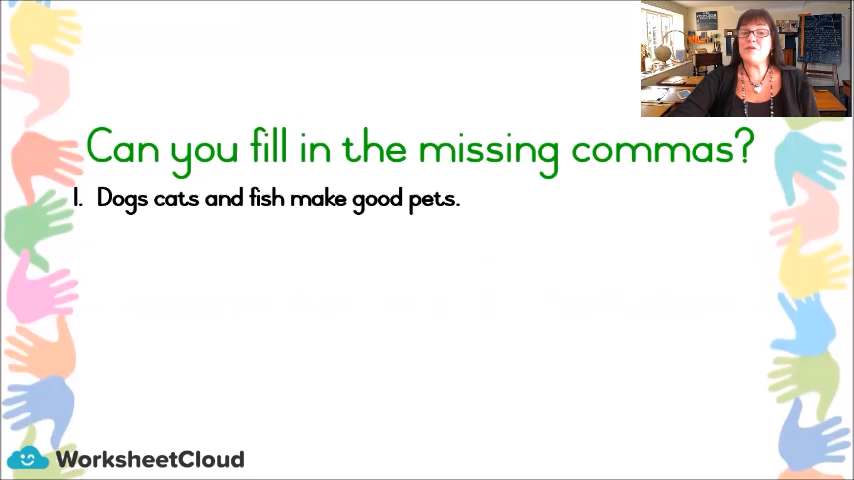 Can you fill in the missing commas?
1. Dogs cats and fish make good pets.
WorksheetCloud